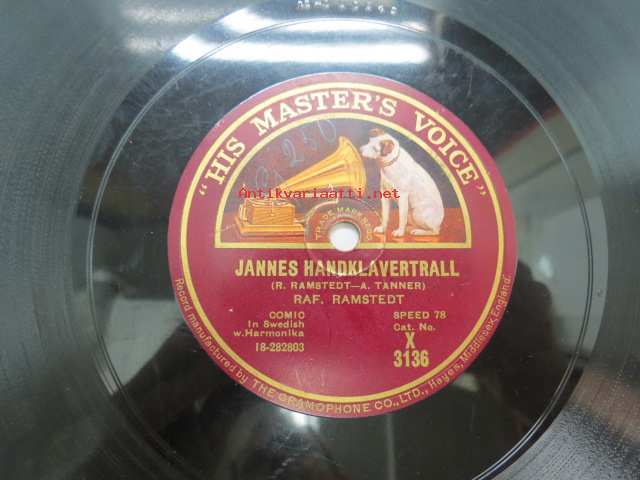 "HIS MASTER'S VOICE"
Antikvariaatti.net
TRADE MARK REG
JANNES HANDKLAVERTRALL
(R. RAMSTEDT—A. TANNER)
RAF. RAMSTEDT
COMIC
In Swedish
w. Harmonika
18-282803
SPEED 78
Cat. No.
X
3136
Record manufactured by THE GRAMOPHONE CO., LTD., Hayes, Middlesex, England.